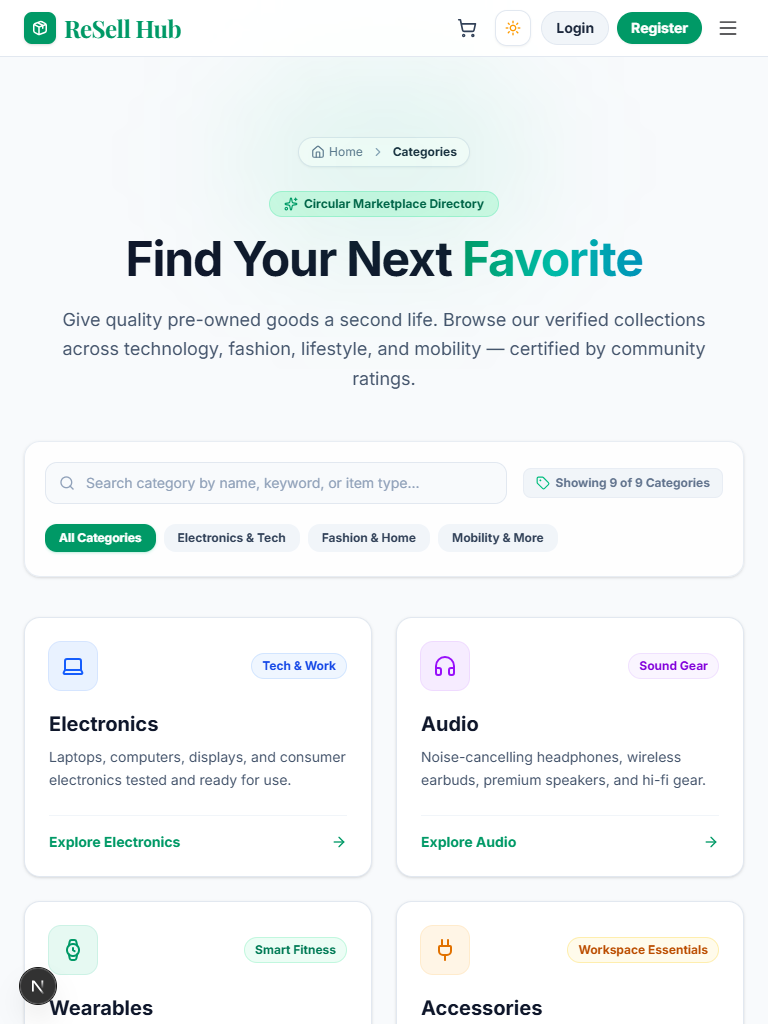 ReSell Hub
Login
Register
Home
Categories
Circular Marketplace Directory
Find Your Next Favorite
Give quality pre-owned goods a second life. Browse our verified collections
across technology, fashion, lifestyle, and mobility — certified by community
ratings.
Search category by name, keyword, or item type...
Showing 9 of 9 Categories
All Categories
Electronics & Tech
Fashion & Home
Mobility & More
Tech & Work
Electronics
Laptops, computers, displays, and consumer
electronics tested and ready for use.
Explore Electronics
Sound Gear
Audio
Noise-cancelling headphones, wireless
earbuds, premium speakers, and hi-fi gear.
Explore Audio
Smart Fitness
Wearables
Workspace Essentials
Accessories
N